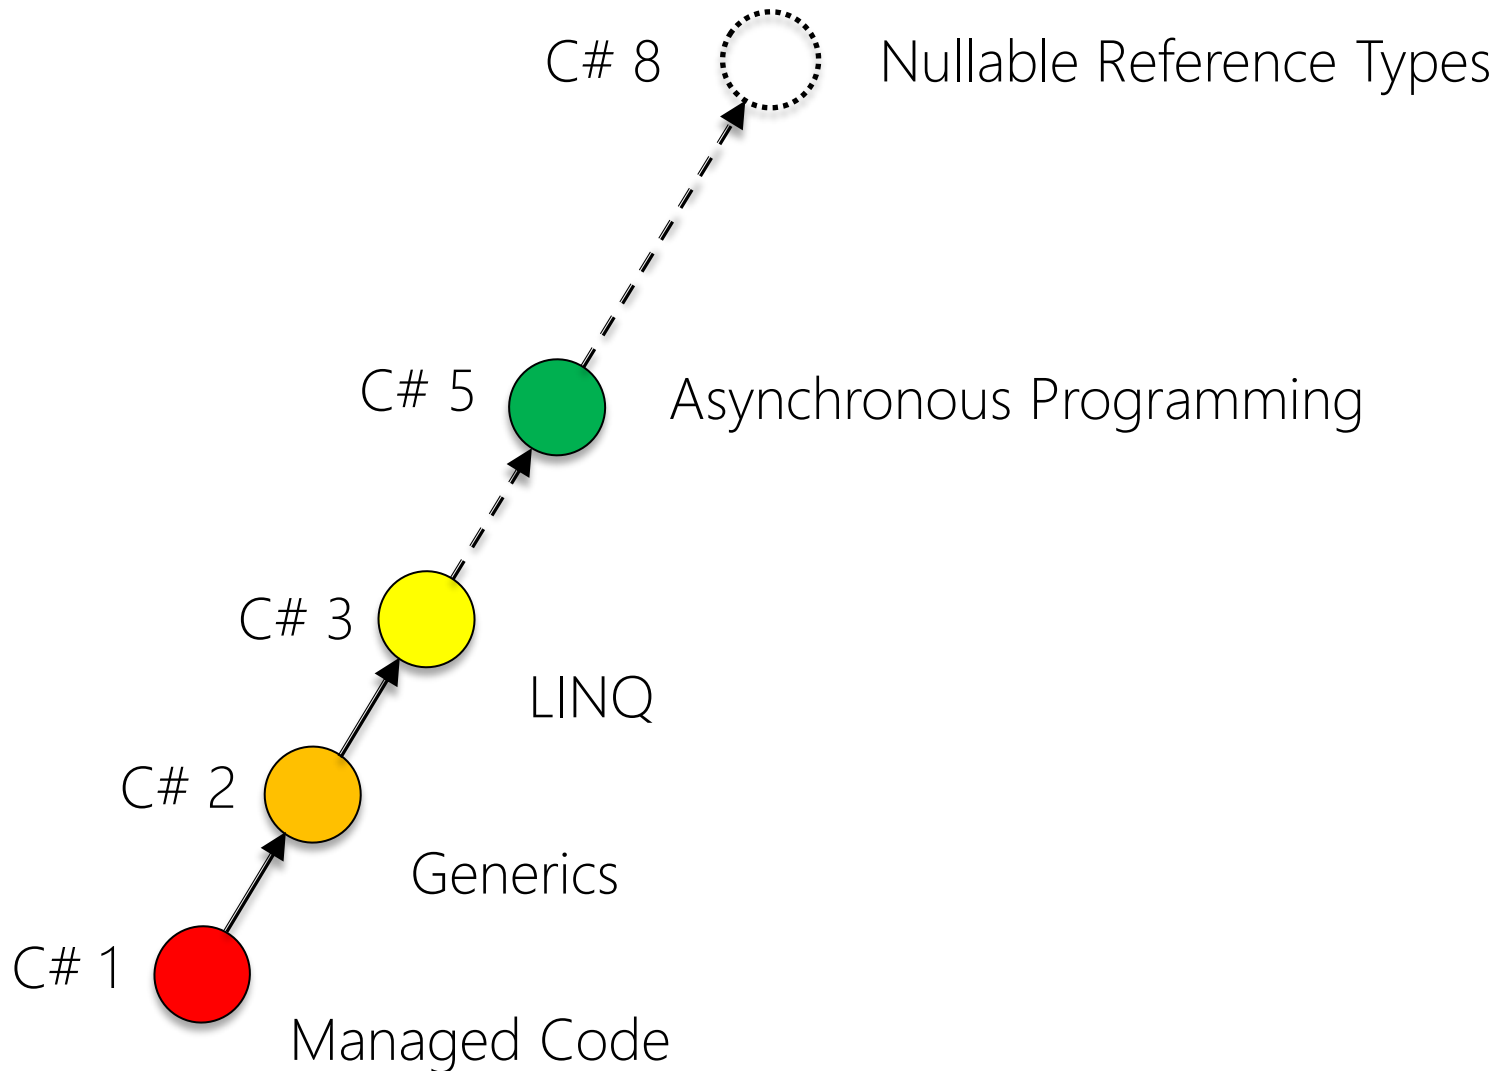 C# 8
Nullable Reference Types
C# 5
Asynchronous Programming
C# 3
LINQ
C# 2
Generics
C# 1
Managed Code